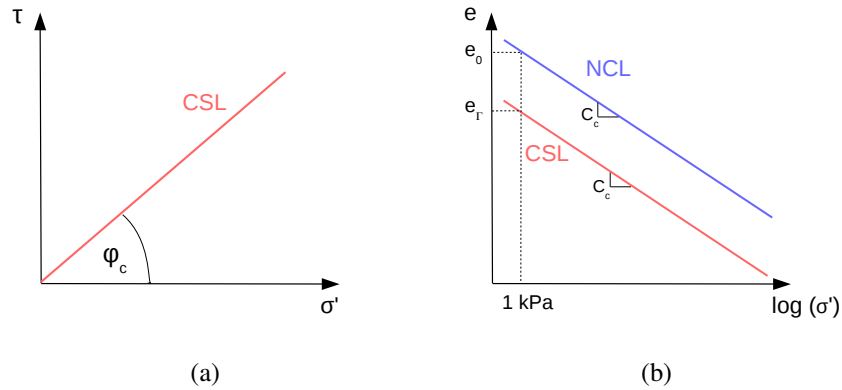 τ
CSL
φc
σ'
(a)
e
e0
NCL
Cc
eΓ
CSL
Cc
1 kPa
log (σ')
(b)